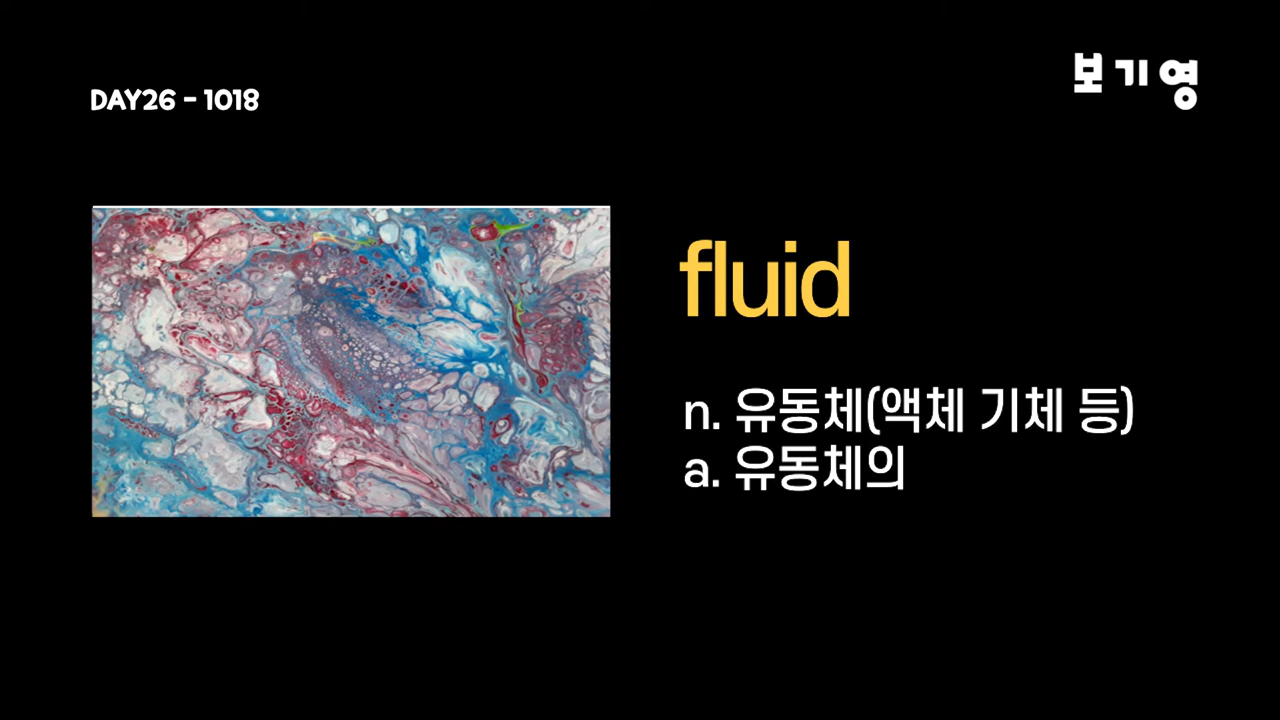 DAY26 - 1018
보기영
fluid
n. 유동체(액체 기체 등)
a. 유동체의